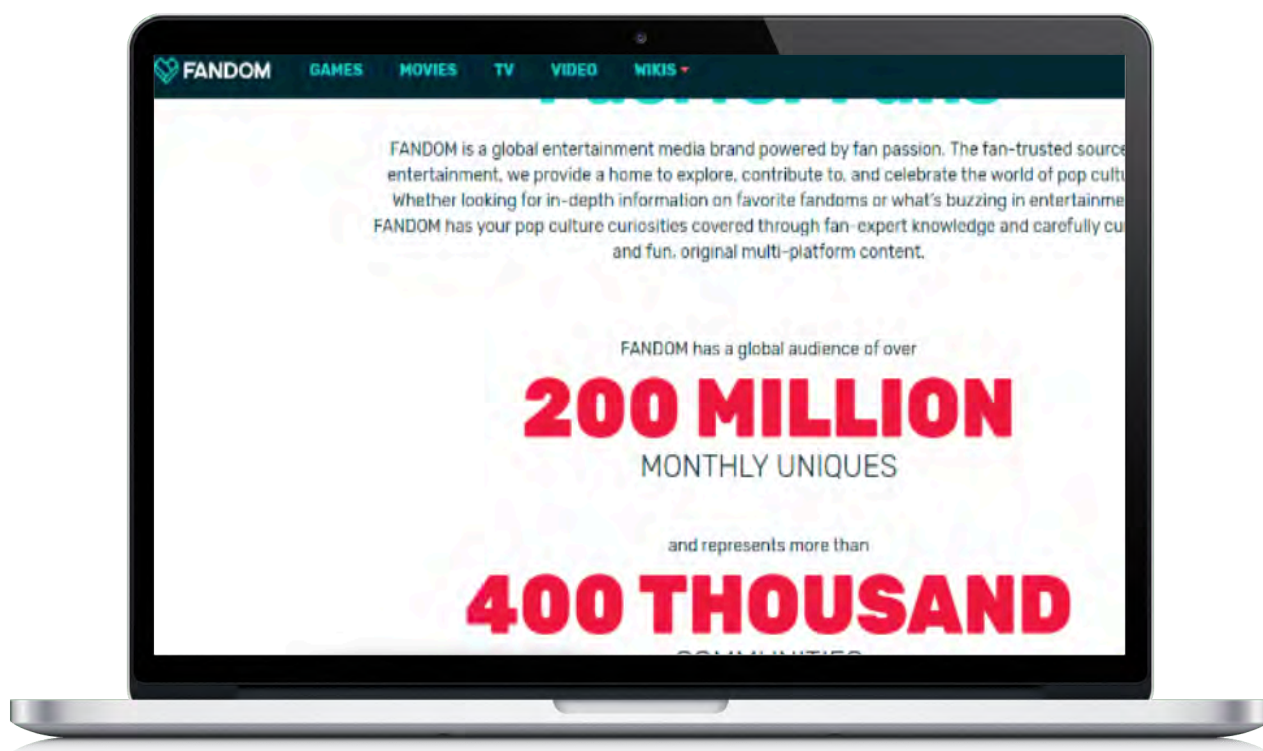 FANDOM GAMES MOVIES TV VIDEO WIKIS
FANDOM is a global entertainment media brand powered by fan passion. The fan-trusted source
entertainment, we provide a home to explore, contribute to, and celebrate the world of pop cultu
Whether looking for in-depth information on favorite fandoms or what's buzzing in entertainme
FANDOM has your pop culture curiosities covered through fan-expert knowledge and carefully cu
and fun, original multi-platform content.
FANDOM has a global audience of over
200 MILLION
MONTHLY UNIQUES
and represents more than
400 THOUSAND